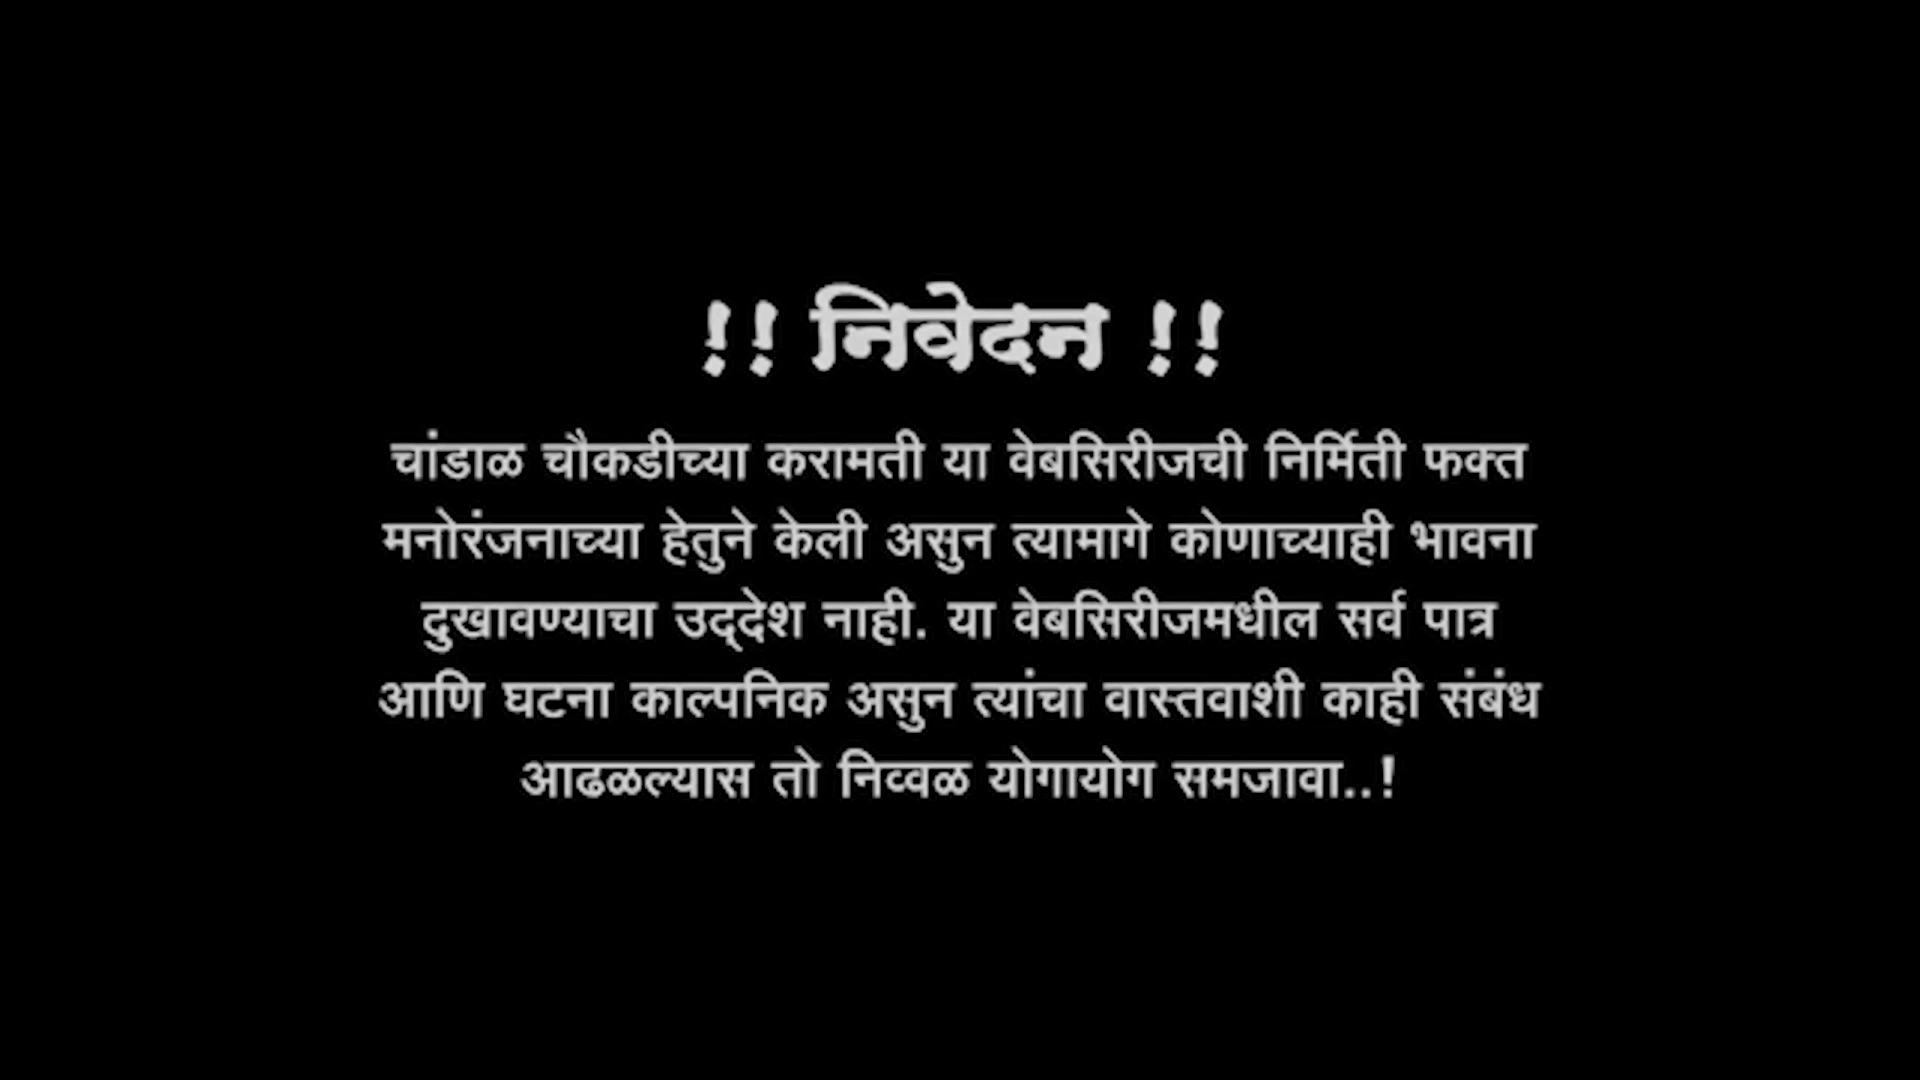 !! निवेदन !!
चांडाळ चौकडीच्या करामती या वेबसिरीजची निर्मिती फक्त
मनोरंजनाच्या हेतुने केली असुन त्यामागे कोणाच्याही भावना
दुखावण्याचा उद्‌देश नाही. या वेबसिरीजमधील सर्व पात्र
आणि घटना काल्पनिक असुन त्यांचा वास्तवाशी काही संबंध
आढळल्यास तो निव्वळ योगायोग समजावा..!